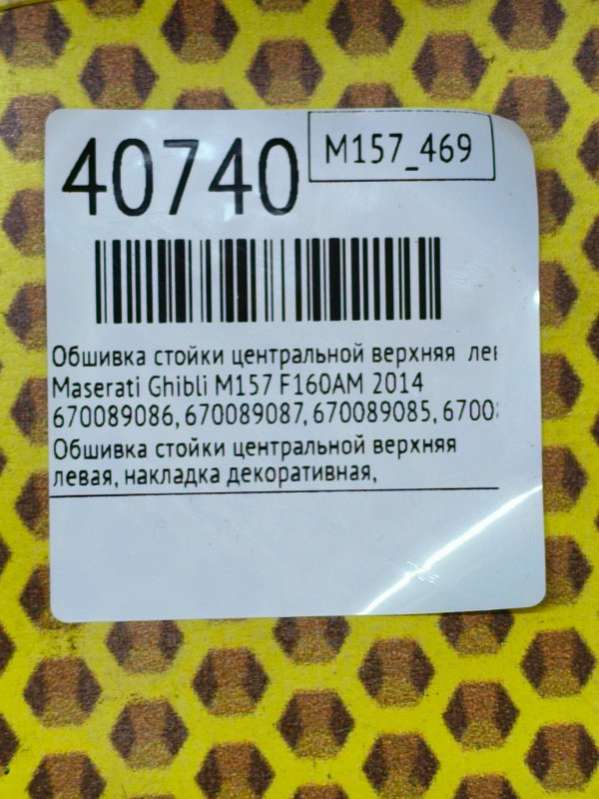 40740
M157_469
Обшивка стойки центральной верхняя
Maserati Ghibli M157 F160AM 2014
670089086, 670089087, 670089085,
Обшивка стойки центральной верхняя
левая, накладка декоративная,